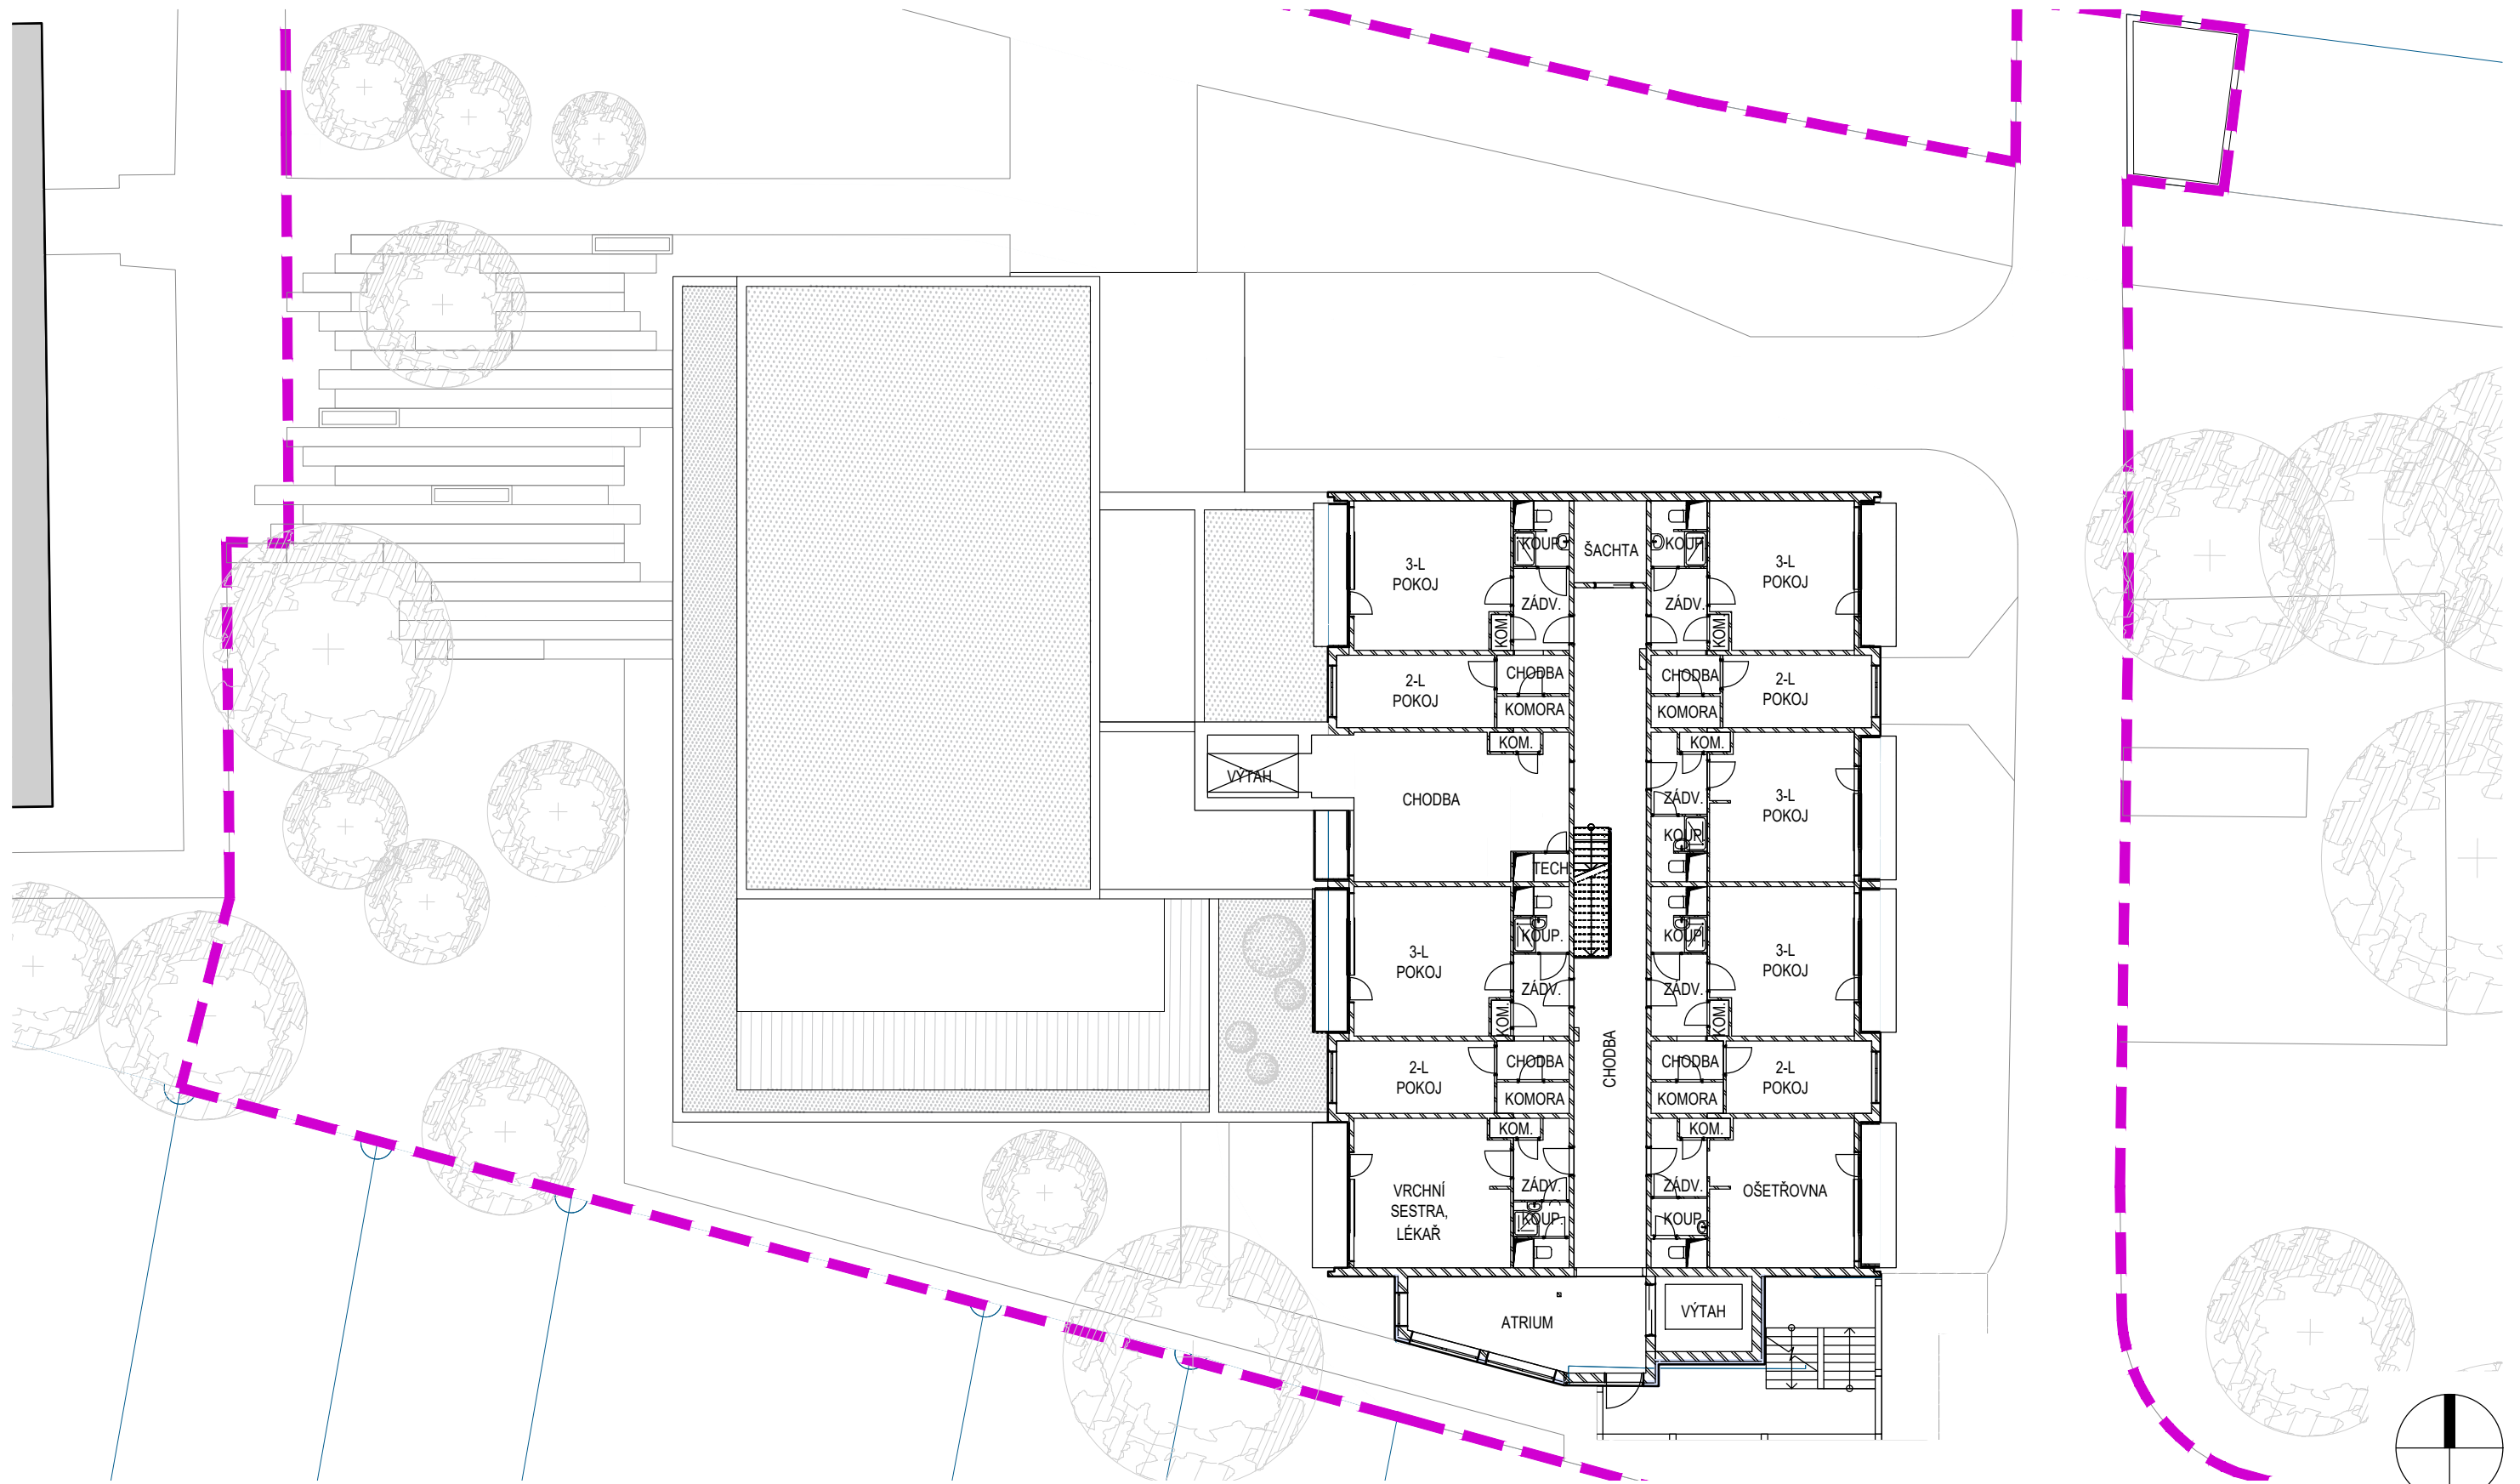 3-L
POKOJ
KOUP.
ŠACHTA
KOUP.
3-L
POKOJ
ZÁDV.
ZÁDV.
KOM.
KOM.
2-L
POKOJ
CHODBA
KOMORA
CHODBA
KOMORA
2-L
POKOJ
KOM.
KOM.
VÝTAH
CHODBA
ZÁDV.
3-L
POKOJ
KOUP.
TECH.
3-L
POKOJ
KOUP.
KOUP.
3-L
POKOJ
ZÁDV.
ZÁDV.
KOM.
KOM.
CHODBA
2-L
POKOJ
CHODBA
KOMORA
CHODBA
KOMORA
2-L
POKOJ
KOM.
KOM.
VRCHNÍ
SESTRA,
LÉKAŘ
ZÁDV.
ZÁDV.
OŠETŘOVNA
KOUP.
KOUP.
ATRIUM
VÝTAH